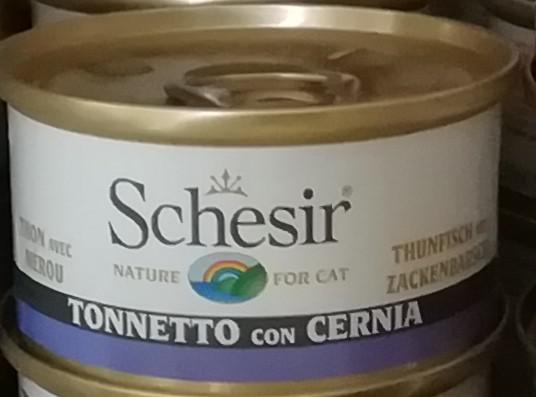 Schesir®
NATURE FOR CAT
THON AVEC
MEROU
THUNFISCH MIT
ZACKENBARSCH
TONNETTO CON CERNIA